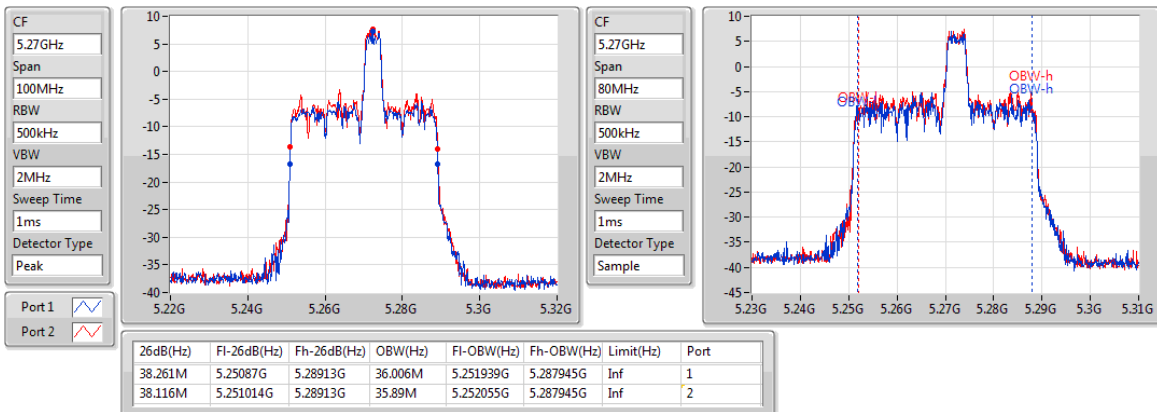 CF
5.27GHz
Span
100MHz
RBW
500kHz
VBW
2MHz
Sweep Time
1ms
Detector Type
Peak
Port 1
Port 2
10
5
0
-5
-10
-15
-20
-25
-30
-35
-40
5.22G 5.24G 5.26G 5.28G 5.3G 5.32G
CF
5.27GHz
Span
80MHz
RBW
500kHz
VBW
2MHz
Sweep Time
1ms
Detector Type
Sample
10
5
0
-5
-10
-15
-20
-25
-30
-35
-40
-45
OBW-h
OBW-h
5.23G 5.25G 5.26G 5.27G 5.28G 5.29G 5.3G 5.31G
26dB(Hz) Fl-26dB(Hz) Fh-26dB(Hz) OBW(Hz) Fl-OBW(Hz) Fh-OBW(Hz) Limit(Hz) Port
38.261M 5.25087G 5.28913G 36.006M 5.251939G 5.287945G Inf 1
38.116M 5.251014G 5.28913G 35.89M 5.252055G 5.287945G Inf 2